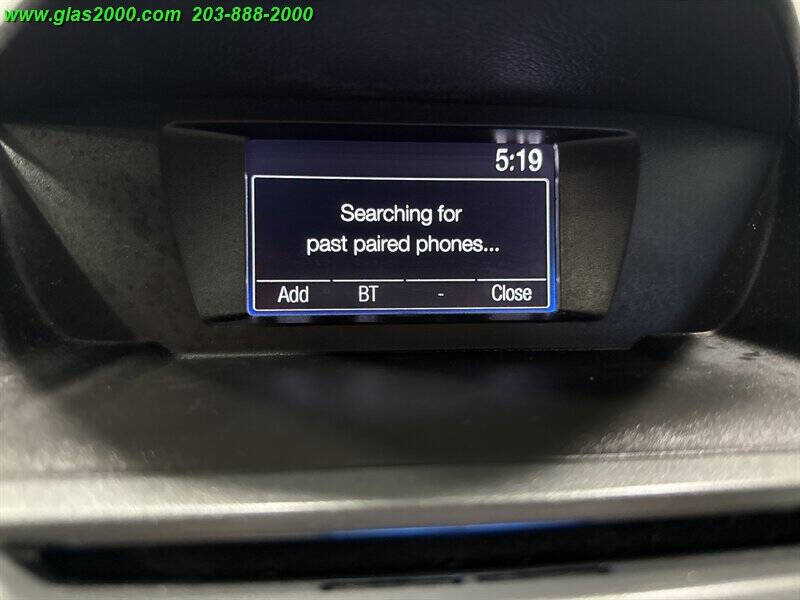 www.glas2000.com 203-888-2000
5:19
Searching for
past paired phones...
Add BT - Close